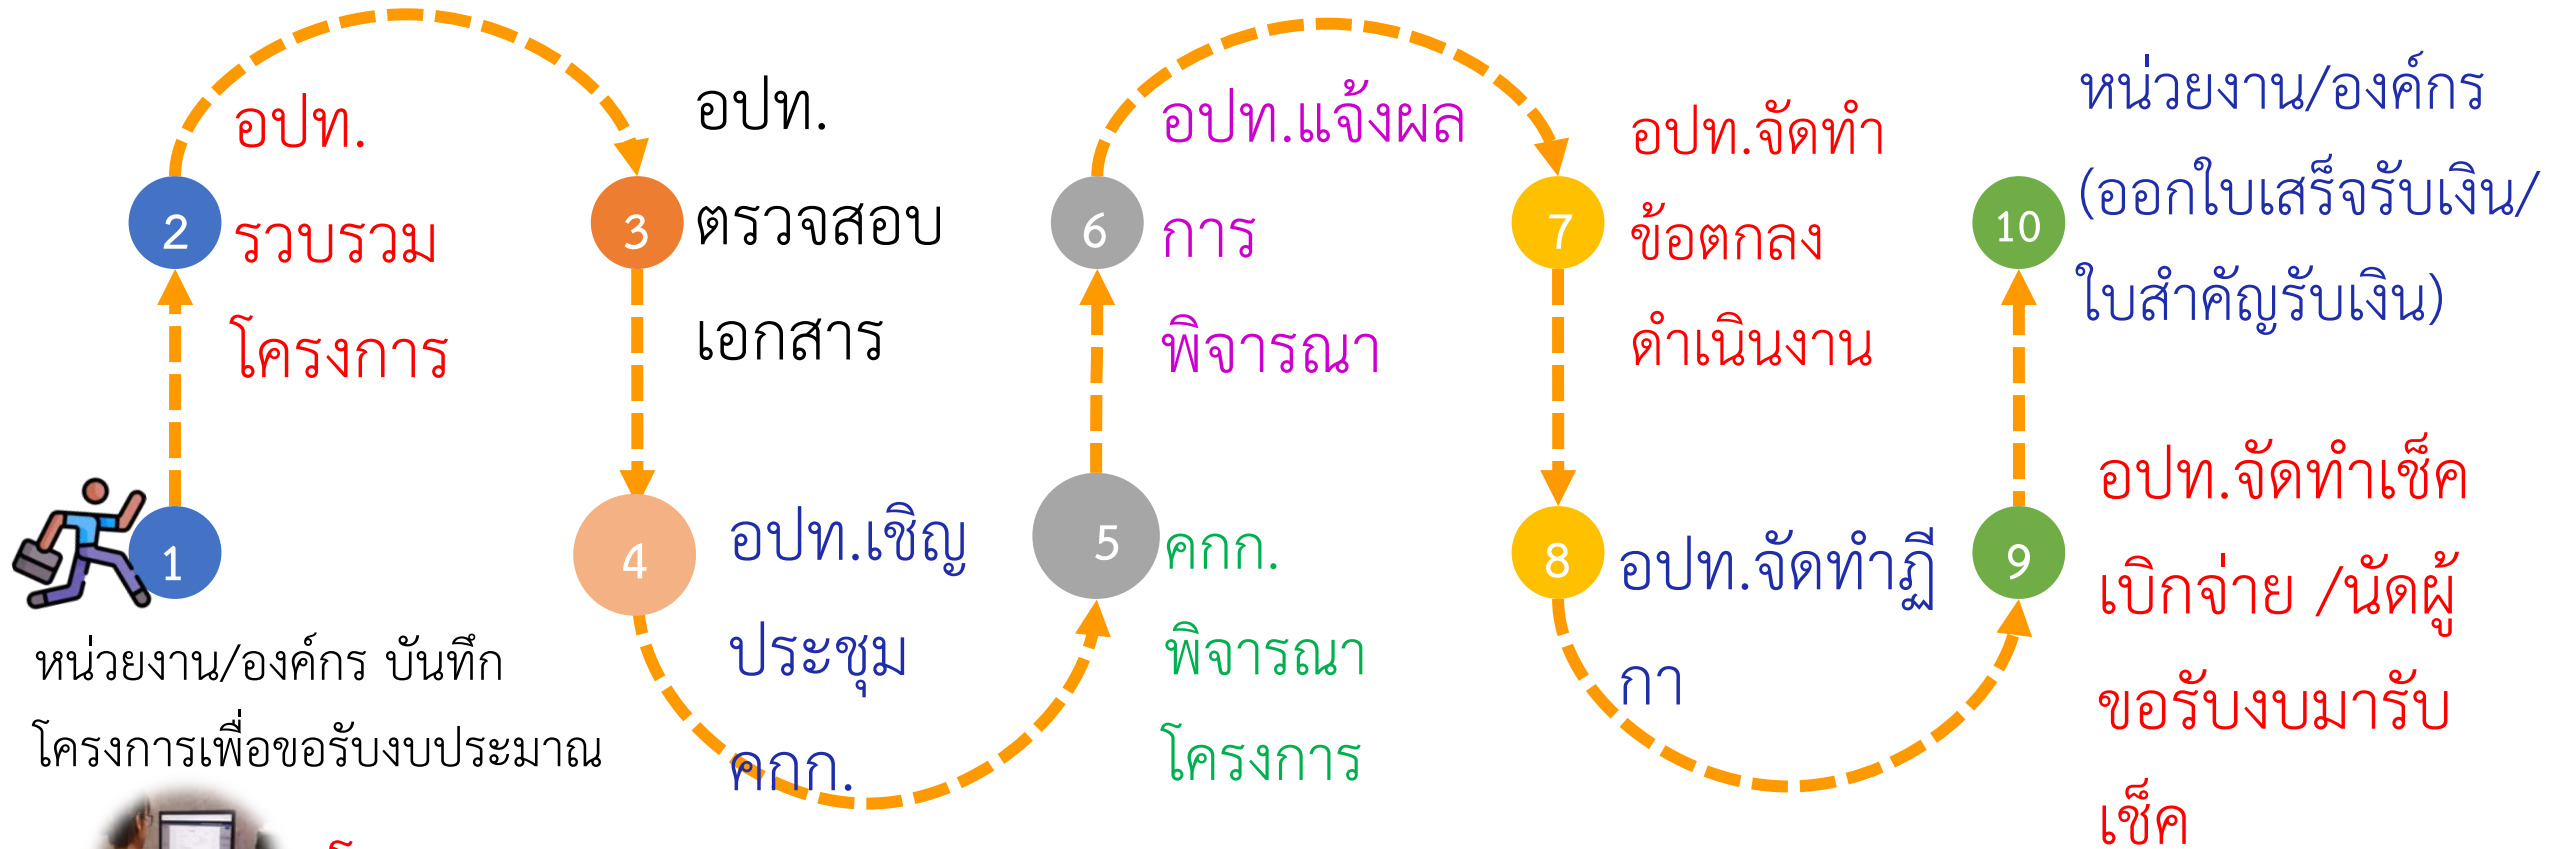 หน่วยงาน/องค์กร บันทึก
โครงการเพื่อขอรับงบประมาณ
1
2
อปท.
รวบรวม
โครงการ
3
อปท.
ตรวจสอบ
เอกสาร
4
อปท.เชิญ
ประชุม
คกก.
5
คกก.
พิจารณา
โครงการ
6
อปท.แจ้งผล
การ
พิจารณา
7
อปท.จัดทำ
ข้อตกลง
ดำเนินงาน
8
อปท.จัดทำฎี
กา
9
อปท.จัดทำเช็ค
เบิกจ่าย /นัดผู้
ขอรับงบมารับ
เช็ค
10
หน่วยงาน/องค์กร
(ออกใบเสร็จรับเงิน/
ใบสำคัญรับเงิน)